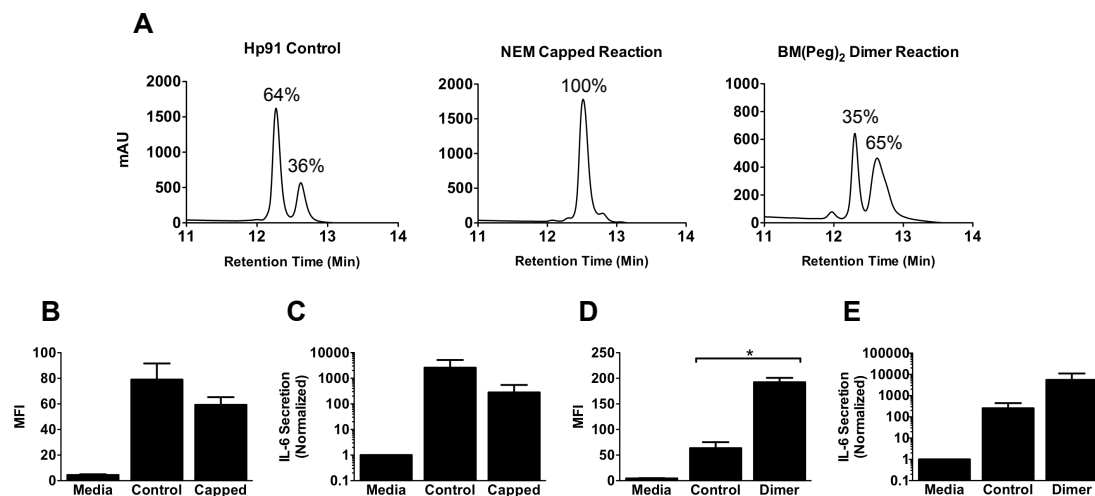 A
Hp91 Control
NEM Capped Reaction
BM(Peg)₂ Dimer Reaction
mAU
2000
1500
1000
500
0
64%
36%
11 12 13 14
Retention Time (Min)
2000
1500
1000
500
0
100%
11 12 13 14
Retention Time (Min)
1000
800
600
400
200
0
35%
65%
11 12 13 14
Retention Time (Min)
B
MFI
100
80
60
40
20
0
Media Control Capped
C
IL-6 Secretion
(Normalized)
10000
1000
100
10
1
0.1
Media Control Capped
D
MFI
250
200
150
100
50
0
*
Media Control Dimer
E
IL-6 Secretion
(Normalized)
100000
10000
1000
100
10
1
0.1
Media Control Dimer